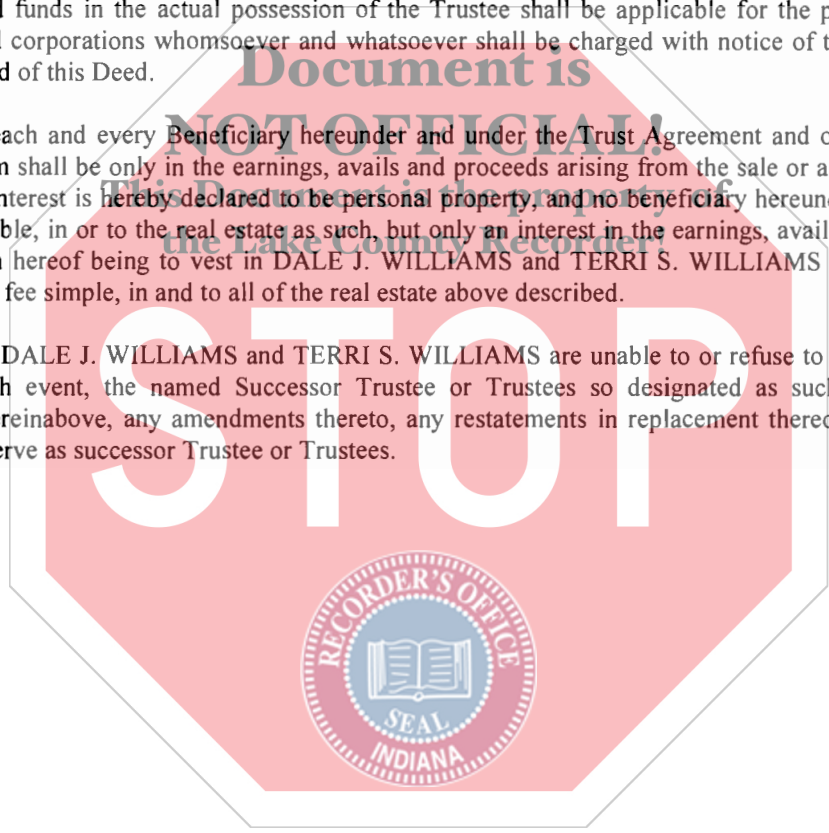 funds in the actual possession of the Trustee shall be applicable for the p
corporations whomsoever and whatsoever shall be charged with notice of t
d of this Deed.
Document is
NOT OFFICIAL!
This Document is the property of
the Lake County Recorder!
ach and every Beneficiary hereunder and under the Trust Agreement and o
n shall be only in the earnings, avails and proceeds arising from the sale or a
nterest is hereby declared to be personal property, and no beneficiary hereun
ble, in or to the real estate as such, but only an interest in the earnings, avail
hereof being to vest in DALE J. WILLIAMS and TERRI S. WILLIAMS
fee simple, in and to all of the real estate above described.
DALE J. WILLIAMS and TERRI S. WILLIAMS are unable to or refuse to
h event, the named Successor Trustee or Trustees so designated as such
reinabove, any amendments thereto, any restatements in replacement thereo
erve as successor Trustee or Trustees.
STOP
RECORDER'S OFFICE
SEAL
INDIANA